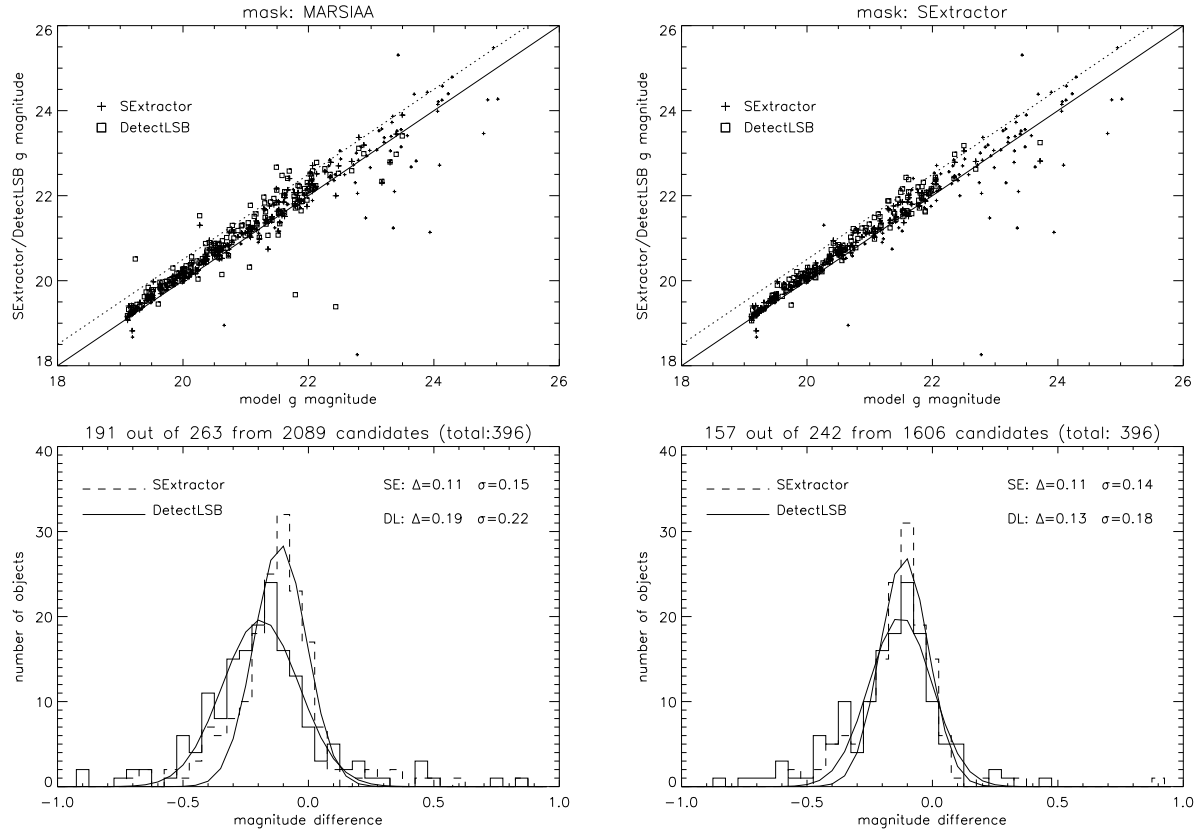 mask: MARSIAA
SExtractor/DetectLSB g magnitude
26
24
22
20
18
SExtractor
DetectLSB
18 20 22 24 26
model g magnitude
mask: SExtractor
SExtractor/DetectLSB g magnitude
26
24
22
20
18
SExtractor
DetectLSB
18 20 22 24 26
model g magnitude
191 out of 263 from 2089 candidates (total:396)
number of objects
40
30
20
10
0
SExtractor
DetectLSB
SE: Δ=0.11 σ=0.15
DL: Δ=0.19 σ=0.22
−1.0 −0.5 0.0 0.5 1.0
magnitude difference
157 out of 242 from 1606 candidates (total: 396)
number of objects
40
30
20
10
0
SExtractor
DetectLSB
SE: Δ=0.11 σ=0.14
DL: Δ=0.13 σ=0.18
−1.0 −0.5 0.0 0.5 1.0
magnitude difference